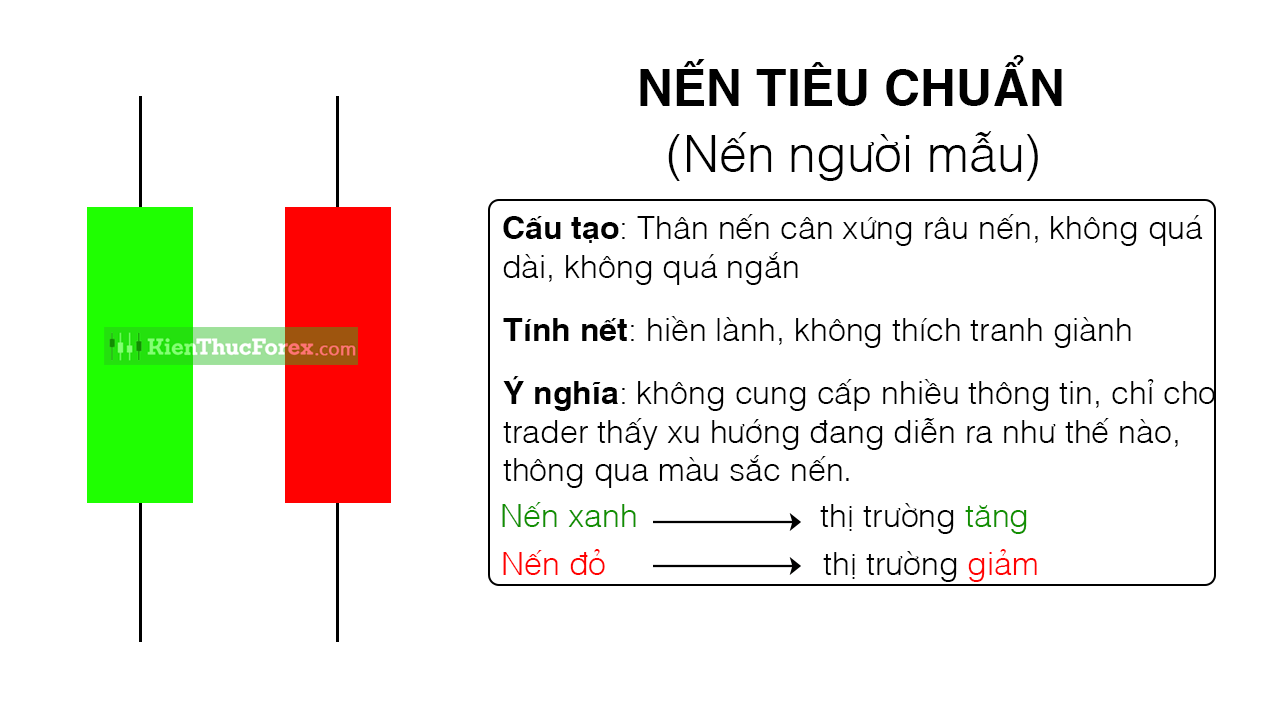 NẾN TIÊU CHUẨN
(Nến người mẫu)
Cấu tạo: Thân nến cân xứng râu nến, không quá
dài, không quá ngắn
Tính nết: hiền lành, không thích tranh giành
Ý nghĩa: không cung cấp nhiều thông tin, chỉ cho
trader thấy xu hướng đang diễn ra như thế nào,
thông qua màu sắc nến.
Nến xanh thị trường tăng
Nến đỏ thị trường giảm
KienThucForex.com